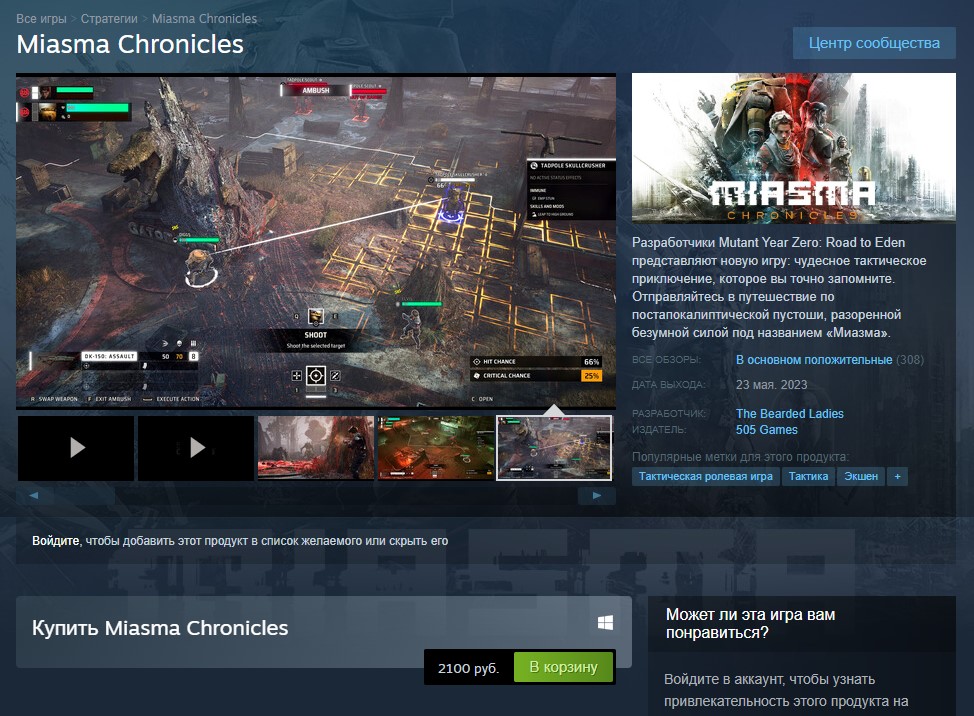 Все игры > Стратегии > Miasma Chronicles
Miasma Chronicles
Центр сообщества
AMBUSH
TADPOLE SKULLCRUSHER
NO ACTIVE STATUS EFFECTS
IMMUNE
SKILLS AND MODS
LEAP TO HIGH GROUND
GATOR
SHOOT
Shoot the selected target
DK-150: ASSAULT 50 70 8
HIT CHANCE 66%
CRITICAL CHANCE 25%
R - SWAP WEAPON F EXIT AMBUSH EXECUTE ACTION C OPEN
MIASMA
CHRONICLES
Разработчики Mutant Year Zero: Road to Eden
представляют новую игру: чудесное тактическое
приключение, которое вы точно запомните.
Отправляйтесь в путешествие по
постапокалиптической пустоши, разоренной
безумной силой под названием «Миазма».
ВСЕ ОБЗОРЫ: В основном положительные (308)
ДАТА ВЫХОДА: 23 мая. 2023
РАЗРАБОТЧИК: The Bearded Ladies
ИЗДАТЕЛЬ: 505 Games
Популярные метки для этого продукта:
Тактическая ролевая игра Тактика Экшен +
Войдите, чтобы добавить этот продукт в список желаемого или скрыть его
Купить Miasma Chronicles
2100 руб. В корзину
Может ли эта игра вам
понравиться?
Войдите в аккаунт, чтобы узнать
привлекательность этого продукта на